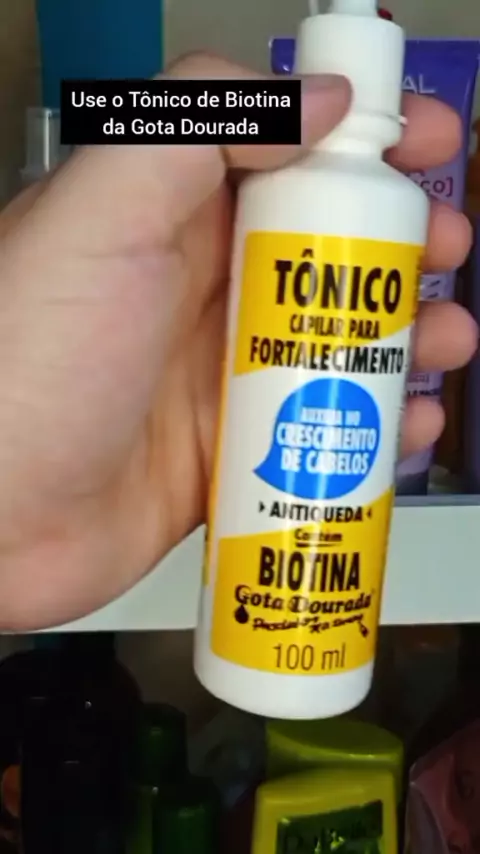 Use o Tônico de Biotina
da Gota Dourada
TÔNICO
CAPILAR PARA
FORTALECIMENTO
AUXILIA NO
CRESCIMENTO
DE CABELOS
ANTIQUEDA
Contém
BIOTINA
Gota Dourada
100 ml